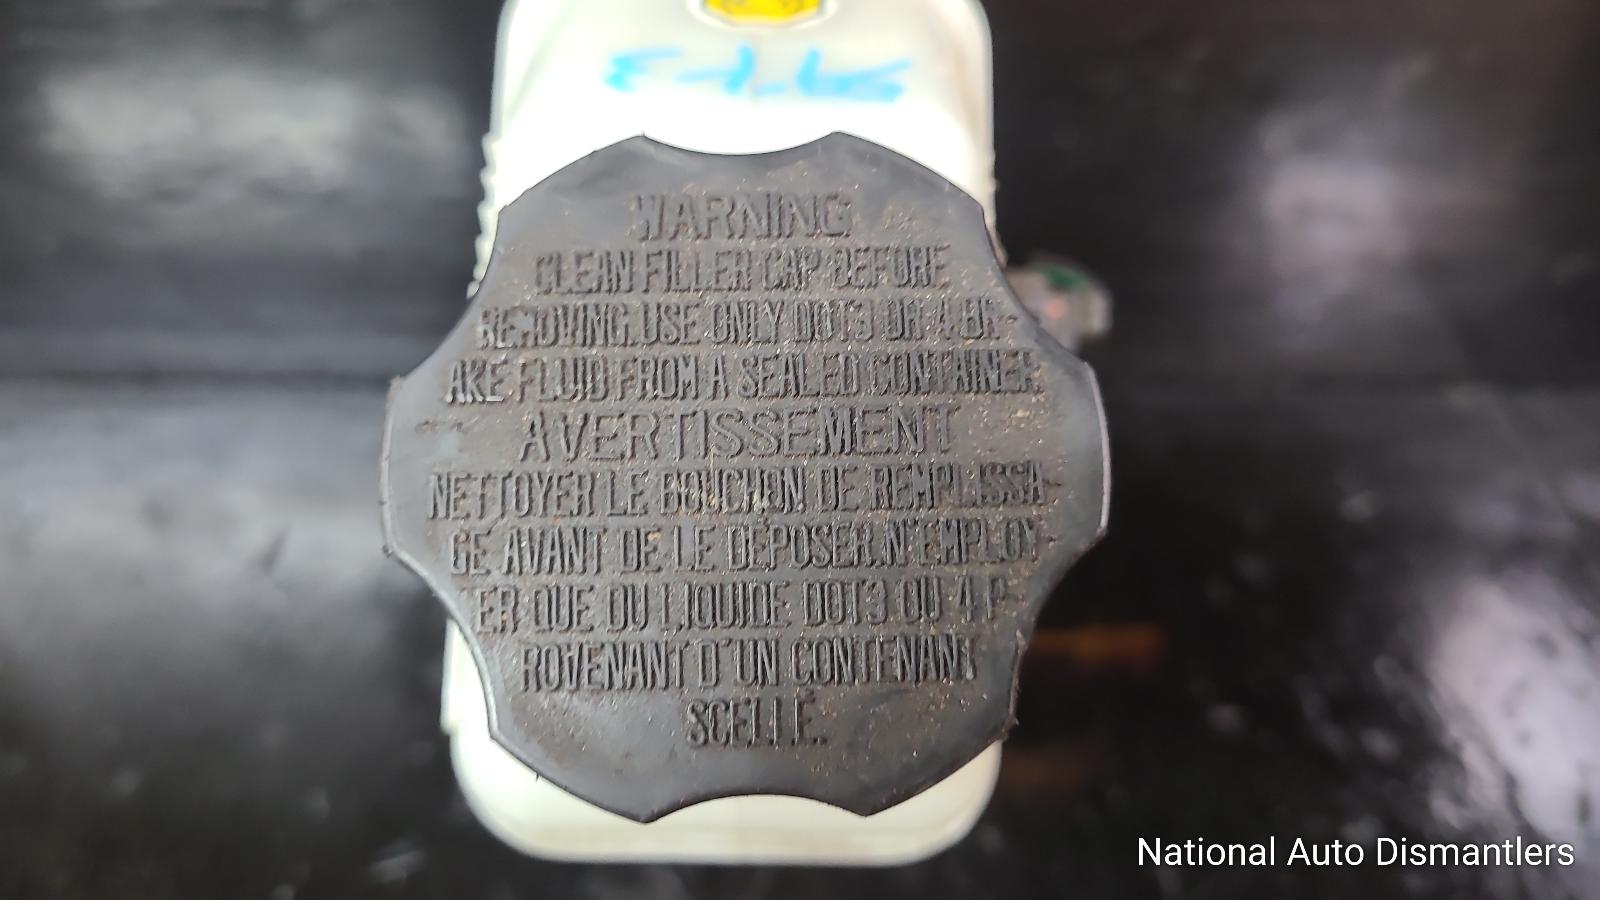 WARNING
CLEAN FILLER CAP BEFORE
REMOVING.USE ONLY DOT3 OR 4 BR-
AKE FLUID FROM A SEALED CONTAINER
AVERTISSEMENT
NETTOYER LE BOUCHON DE REMPLISSA
GE AVANT DE LE DÉPOSER.N'EMPLOY-
ER QUE DU LIQUIDE DOT3 OU 4 P-
ROVENANT D'UN CONTENANT
SCELLÉ.
National Auto Dismantlers